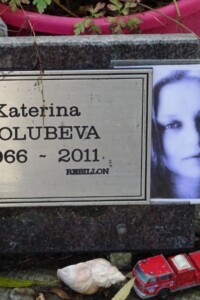 Katerina
OLUBEVA
966 ~ 2011
REBILLON